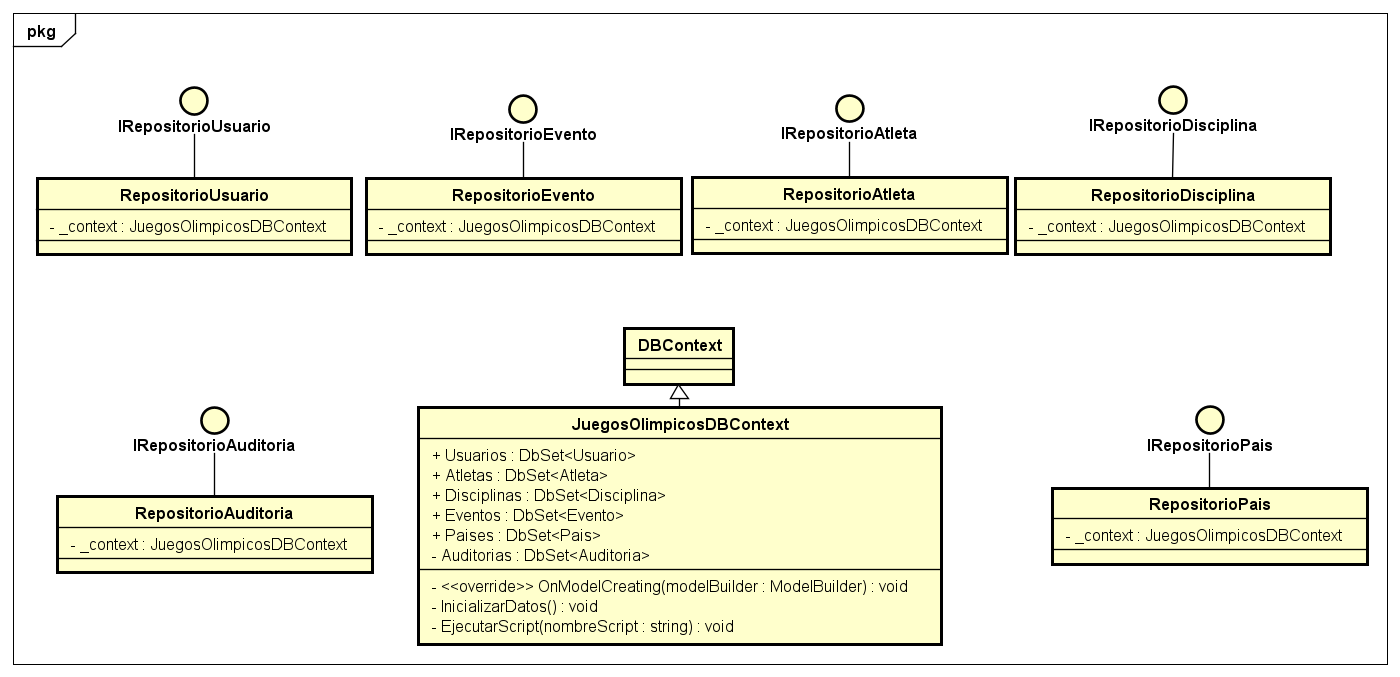 pkg
IRepositorioUsuario
IRepositorioEvento
IRepositorioAtleta
IRepositorioDisciplina
RepositorioUsuario
- _context : JuegosOlimpicosDBContext
RepositorioEvento
- _context : JuegosOlimpicosDBContext
RepositorioAtleta
- _context : JuegosOlimpicosDBContext
RepositorioDisciplina
- _context : JuegosOlimpicosDBContext
DBContext
IRepositorioAuditoria
RepositorioAuditoria
- _context : JuegosOlimpicosDBContext
JuegosOlimpicosDBContext
+ Usuarios : DbSet<Usuario>
+ Atletas : DbSet<Atleta>
+ Disciplinas : DbSet<Disciplina>
+ Eventos : DbSet<Evento>
+ Paises : DbSet<Pais>
- Auditorias : DbSet<Auditoria>
- <<override>> OnModelCreating(modelBuilder : ModelBuilder) : void
- InicializarDatos() : void
- EjecutarScript(nombreScript : string) : void
IRepositorioPais
RepositorioPais
- _context : JuegosOlimpicosDBContext